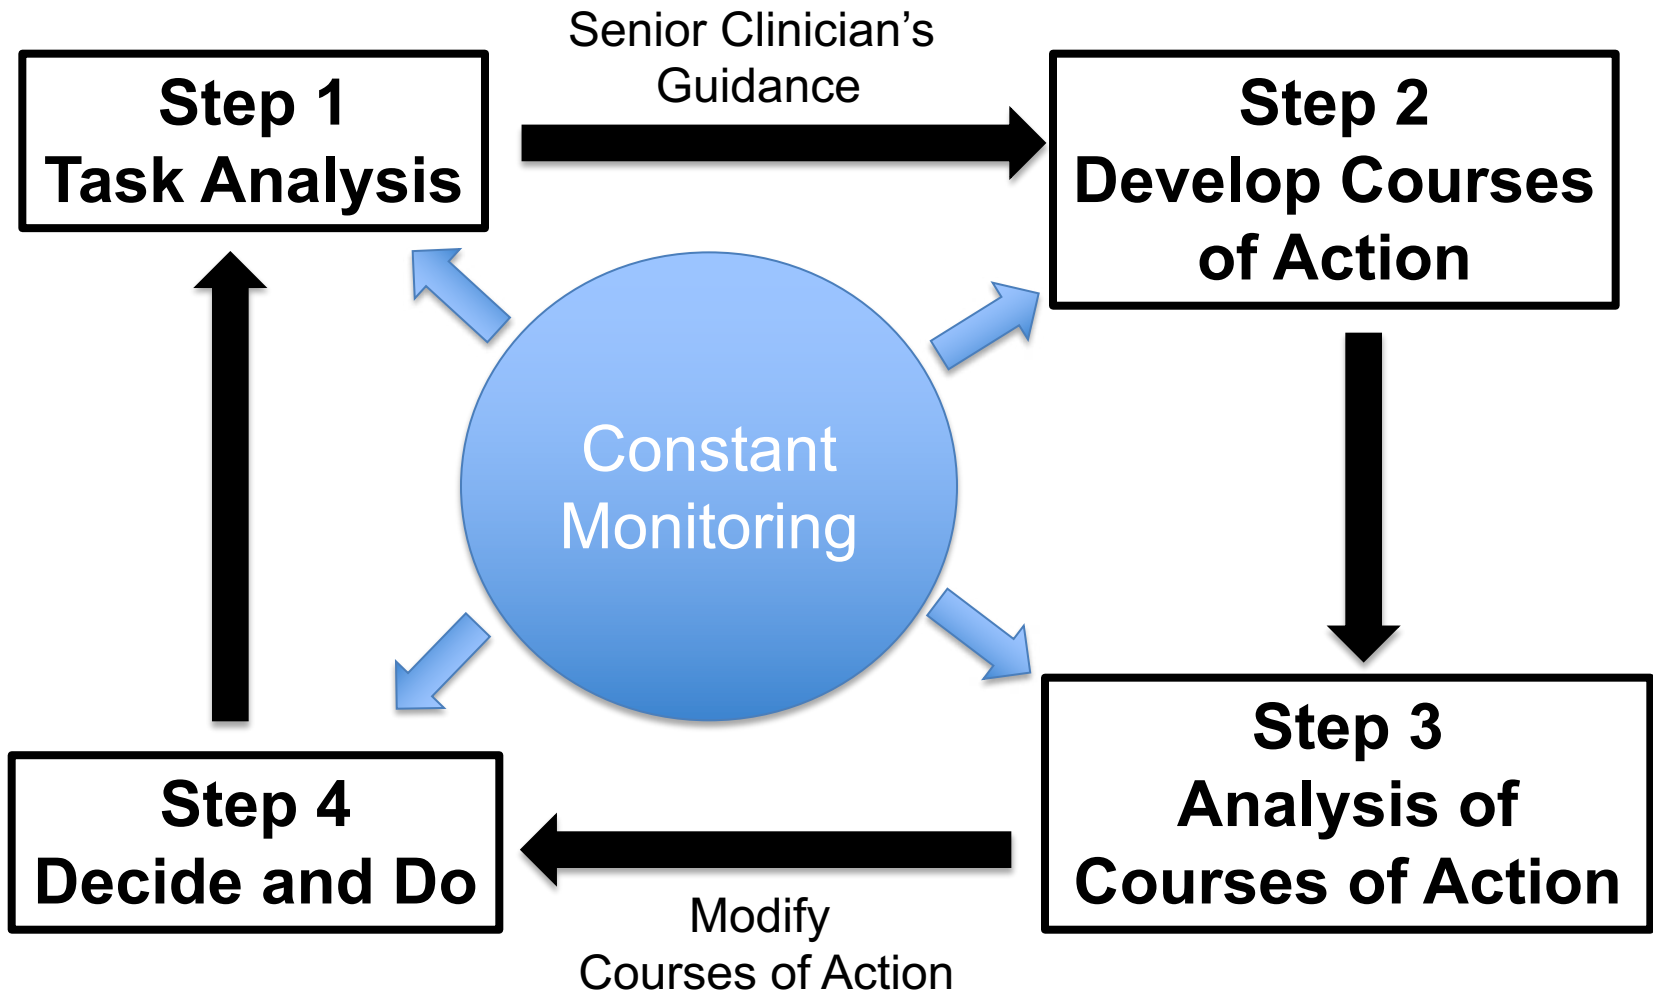 Senior Clinician’s
Guidance
Step 1
Task Analysis
Step 2
Develop Courses
of Action
Constant
Monitoring
Step 3
Analysis of
Courses of Action
Step 4
Decide and Do
Modify
Courses of Action